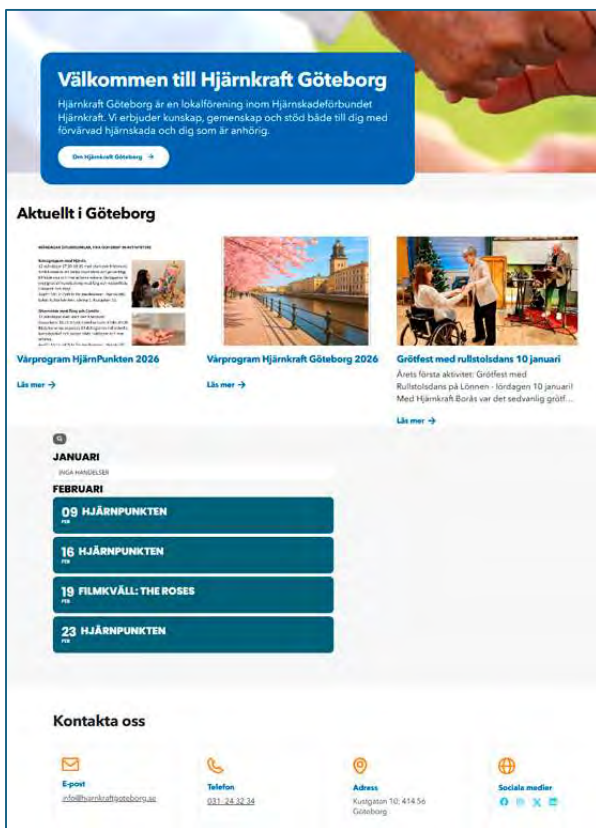 Välkommen till Hjärnkraft Göteborg
Hjärnkraft Göteborg är en lokalförening inom Hjärnskadeförbundet
Hjärnkraft. Vi erbjuder kunskap, gemenskap och stöd både till dig med
förvärvad hjärnskada och dig som är anhörig.
Om Hjärnkraft Göteborg →
Aktuellt i Göteborg
Vårprogram HjärnPunkten 2026
Läs mer →
Vårprogram Hjärnkraft Göteborg 2026
Läs mer →
Grötfest med rullstolsdans 10 januari
Årets första aktivitet: Grötfest med
Rullstolsdans på Lönnen - lördagen 10 januari!
Med Hjärnkraft Borås var det sedvanlig grötf...
Läs mer →
JANUARI
INGA HÄNDELSER
FEBRUARI
09 HJÄRNPUNKTEN
FEB
16 HJÄRNPUNKTEN
FEB
19 FILMKVÄLL: THE ROSES
FEB
23 HJÄRNPUNKTEN
FEB
Kontakta oss
E-post
info@hjarnkraftgoteborg.se
Telefon
031-24 32 34
Adress
Kustgatan 10, 414 56
Göteborg
Sociala medier